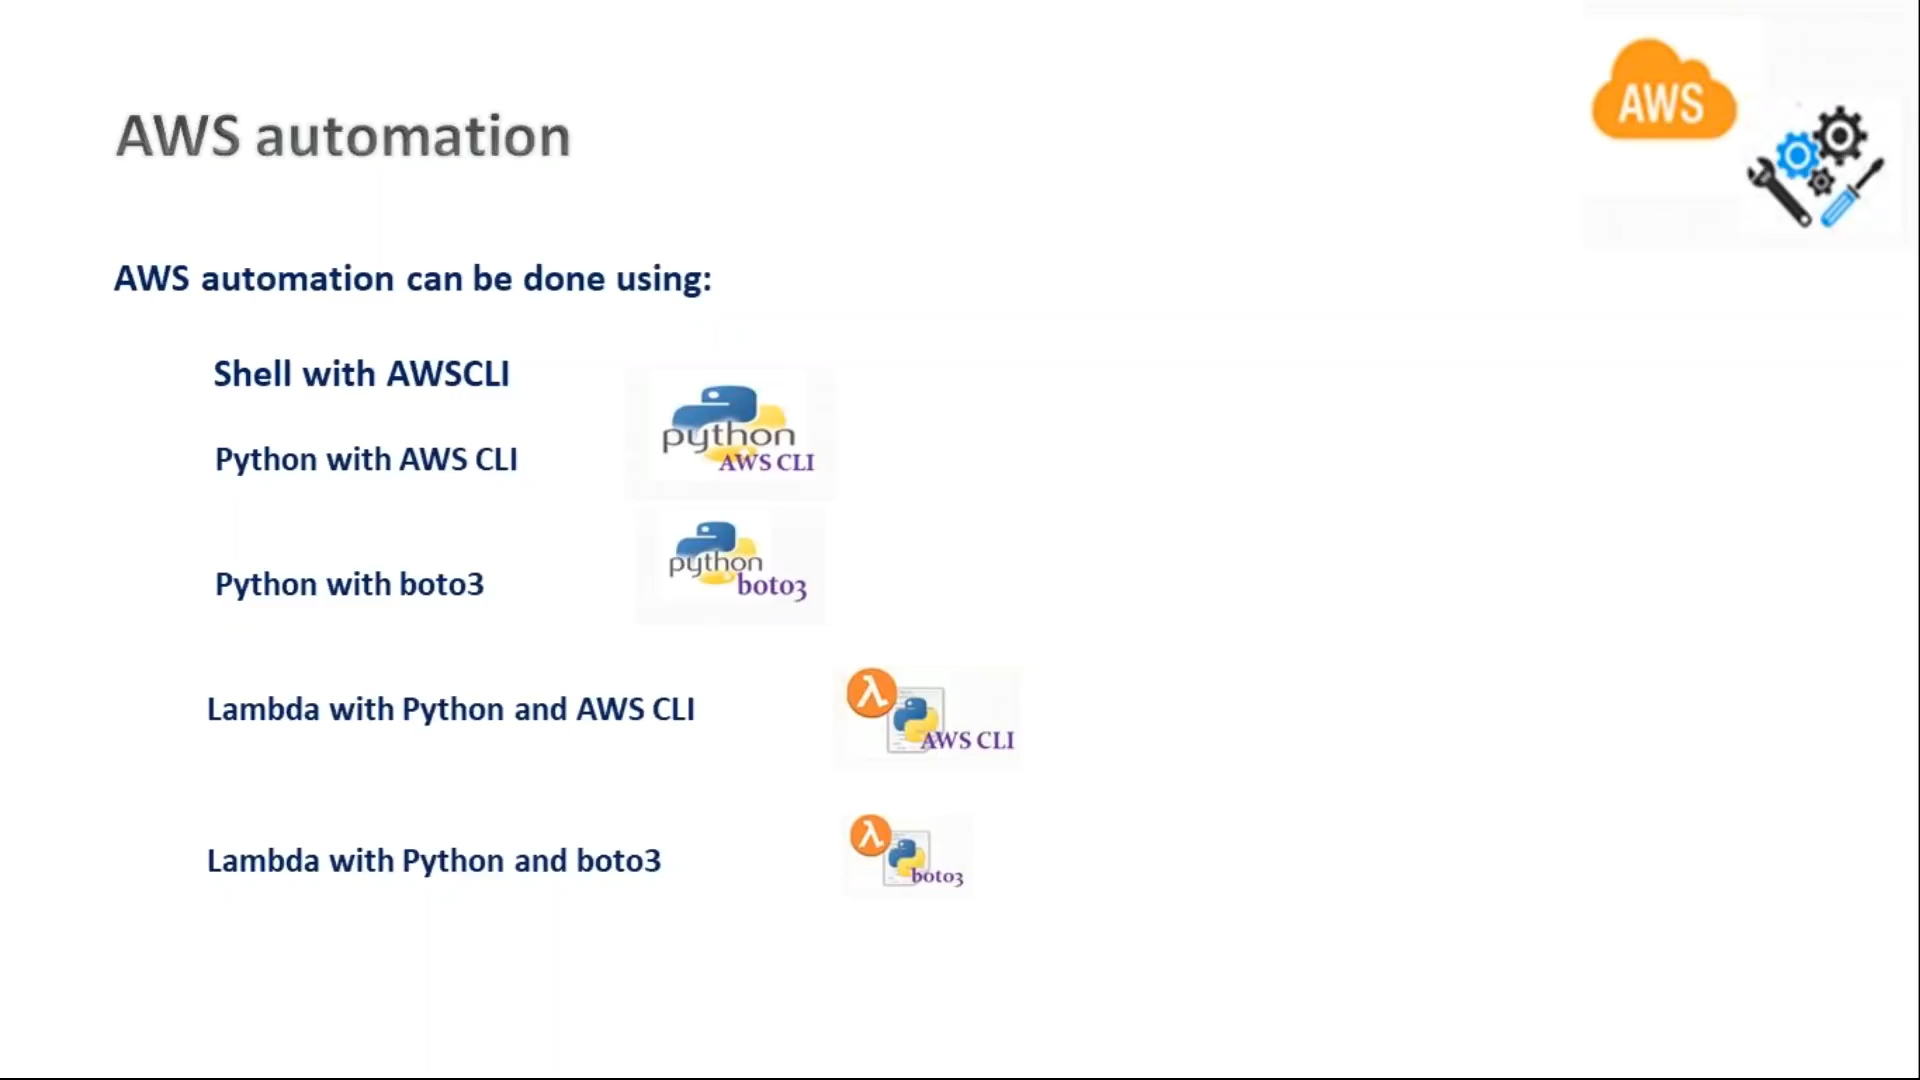 AWS
AWS automation
AWS automation can be done using:
Shell with AWSCLI
python
AWS CLI
Python with AWS CLI
python
boto3
Python with boto3
λ
Lambda with Python and AWS CLI
AWS CLI
λ
Lambda with Python and boto3
boto3